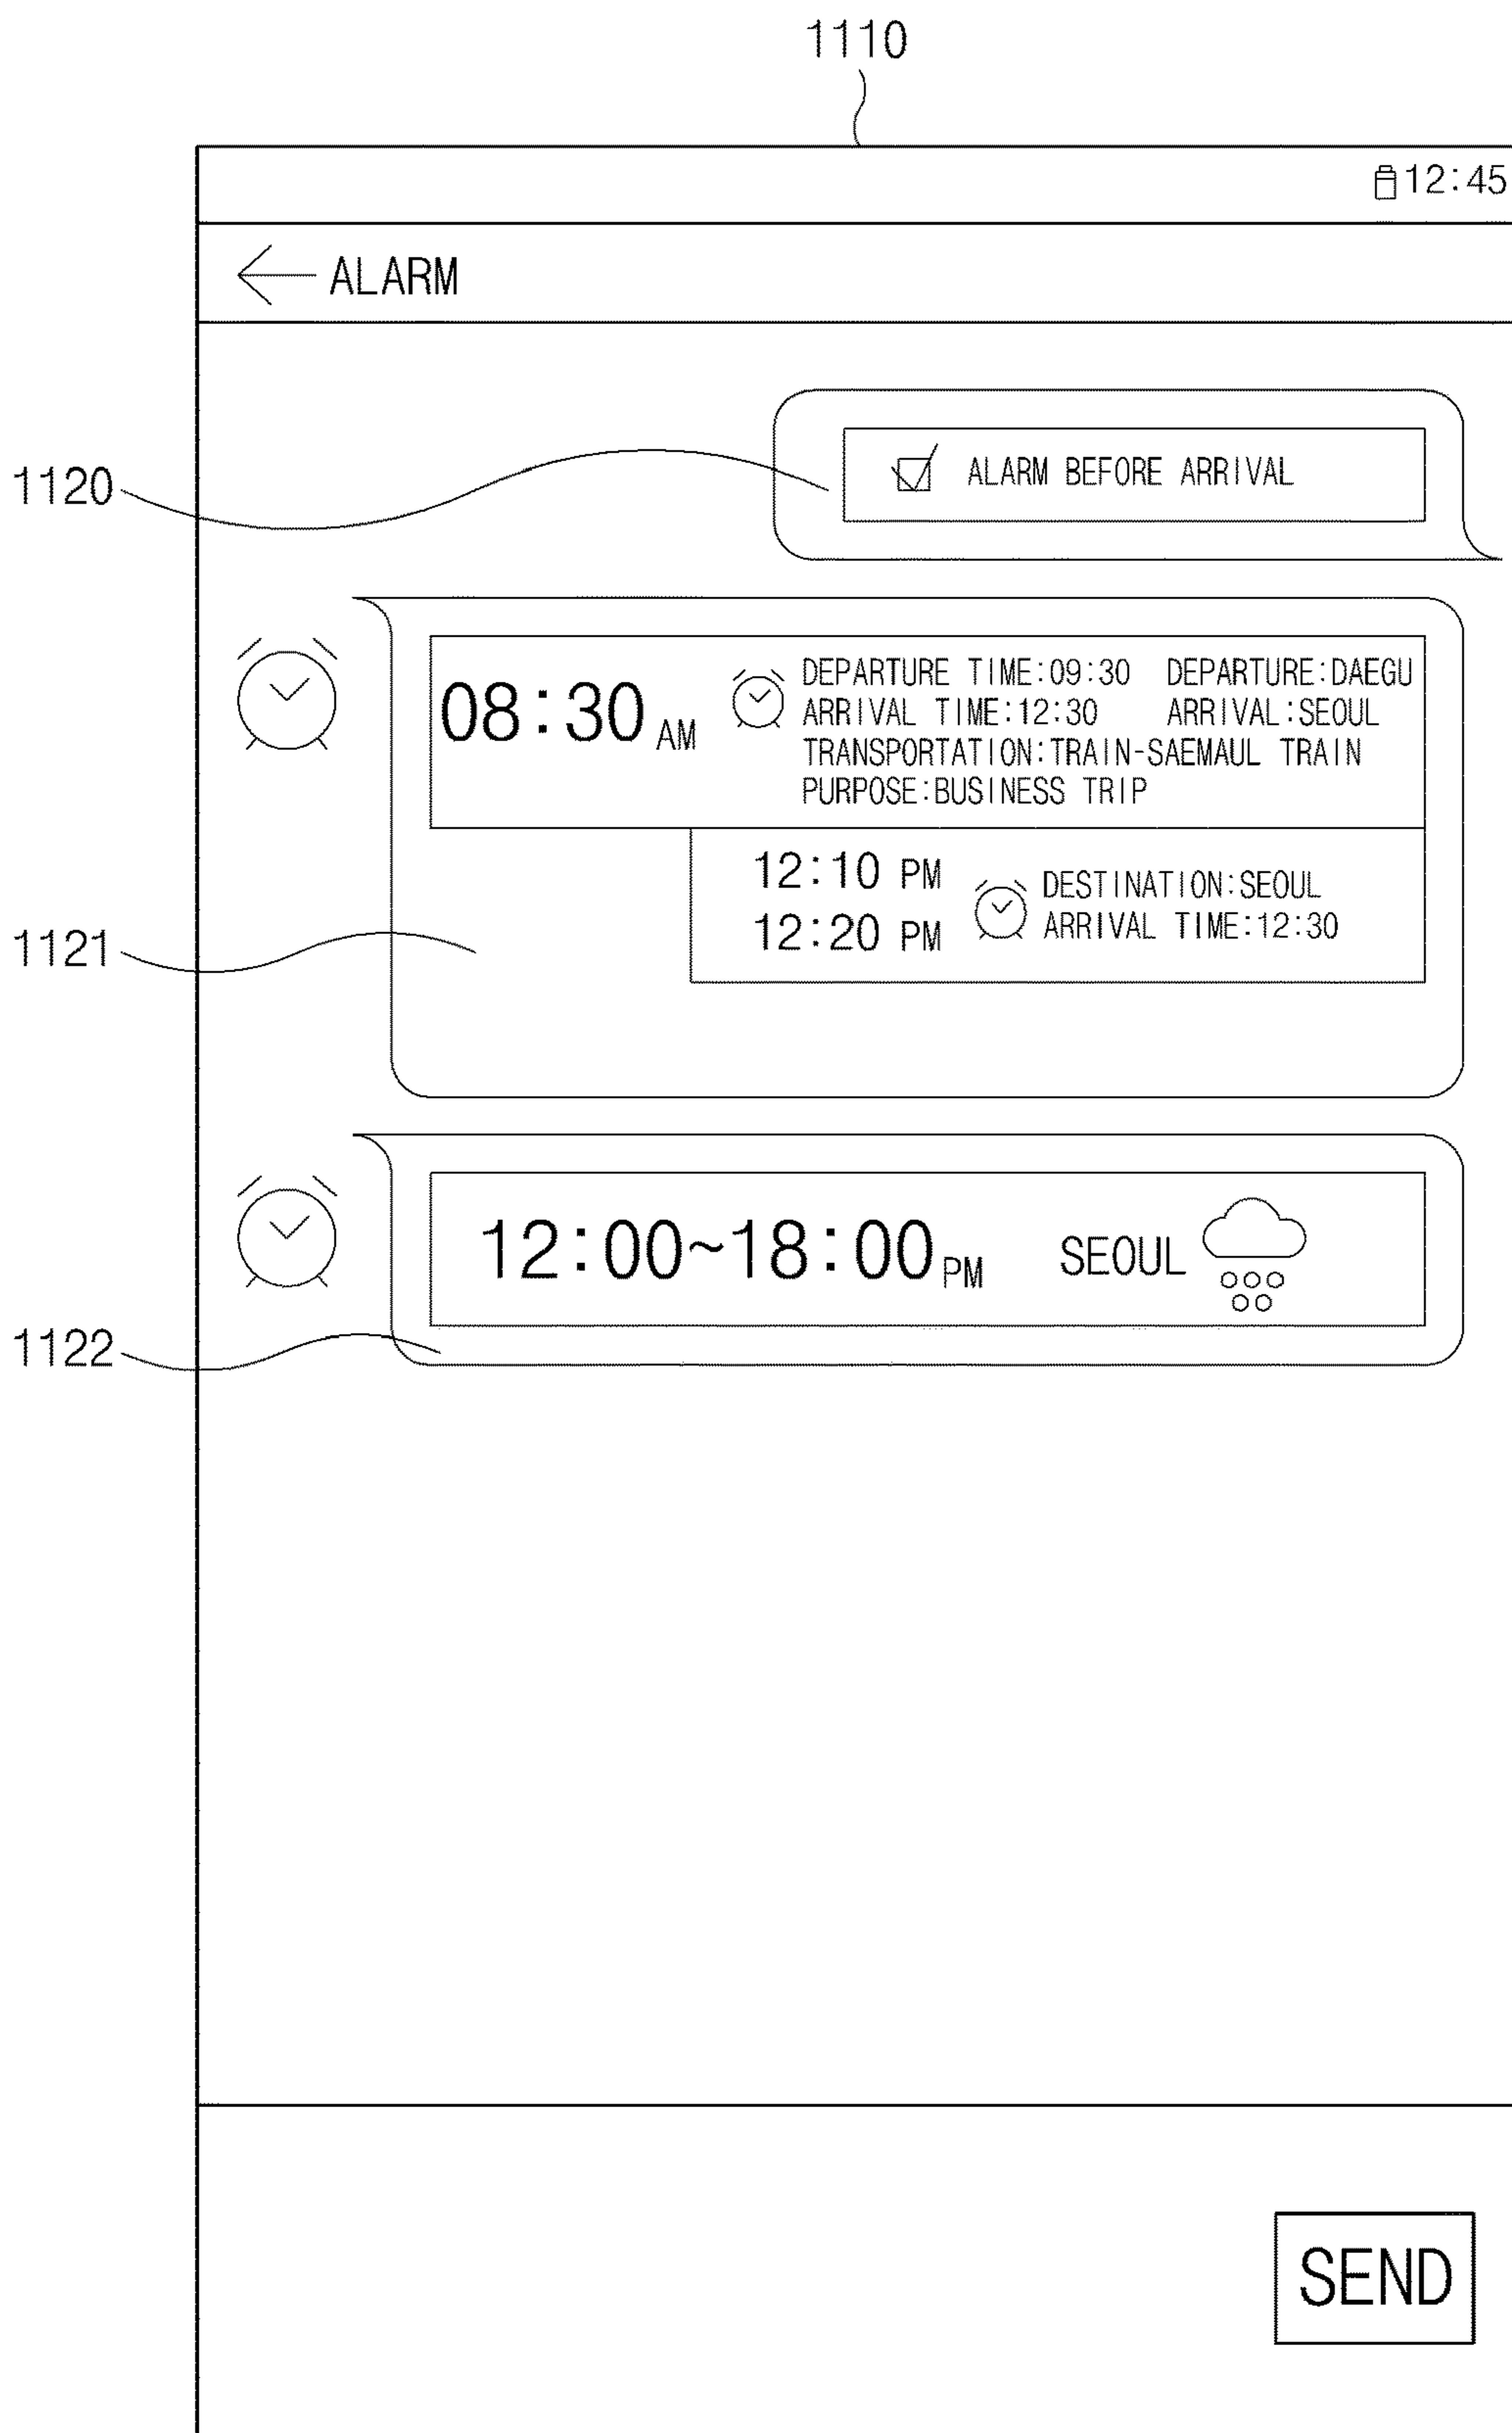 1110
12:45
ALARM
1120
ALARM BEFORE ARRIVAL
08:30 AM
DEPARTURE TIME:09:30 DEPARTURE:DAEGU
ARRIVAL TIME:12:30 ARRIVAL:SEOUL
TRANSPORTATION:TRAIN-SAEMAUL TRAIN
PURPOSE:BUSINESS TRIP
12:10 PM
12:20 PM
DESTINATION:SEOUL
ARRIVAL TIME:12:30
1121
12:00~18:00 PM SEOUL
1122
SEND